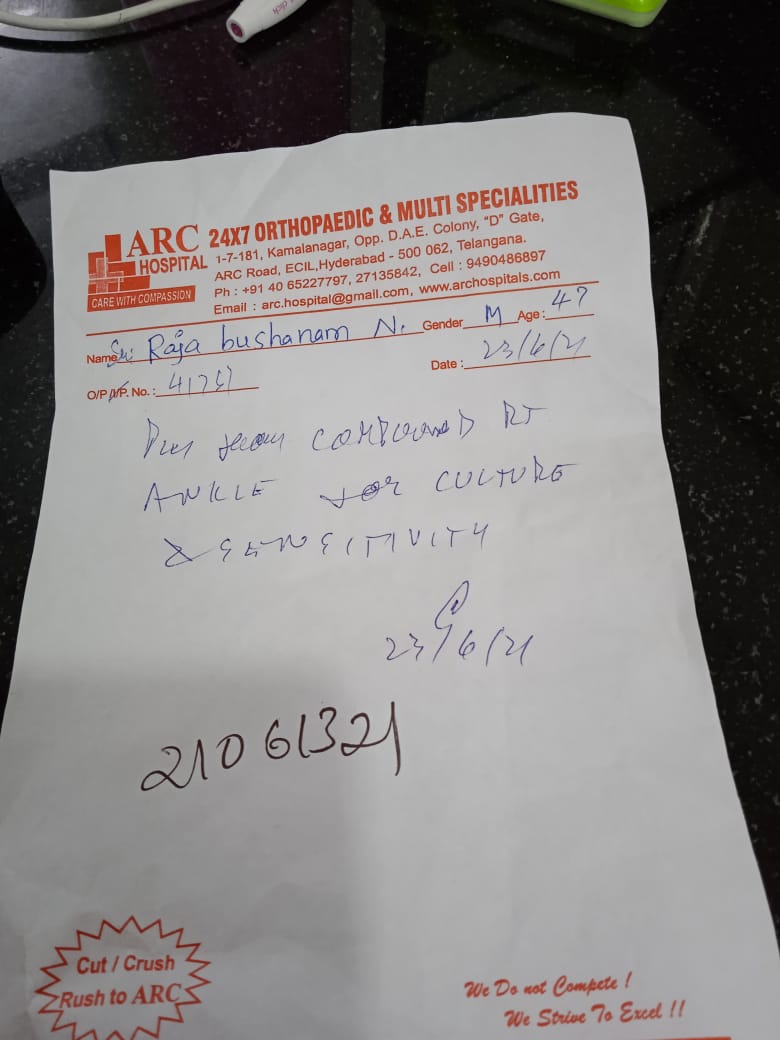 ARC
HOSPITAL
CARE WITH COMPASSION
24X7 ORTHOPAEDIC & MULTI SPECIALITIES
1-7-181, Kamalanagar, Opp. D.A.E. Colony, "D" Gate,
ARC Road, ECIL,Hyderabad - 500 062, Telangana.
Ph : +91 40 65227797, 27135842, Cell : 9490486897
Email : arc.hospital@gmail.com, www.archospitals.com
Name Sri Raja bushanam N. Gender M Age : 47
O/P I/P. No. : Date : 23/6/21
Pus from RT
ANKLE for CULTURE
& SENSITIVITY
23/6/21
21061321
Cut / Crush
Rush to ARC
We Do not Compete !
We Strive To Excel !!